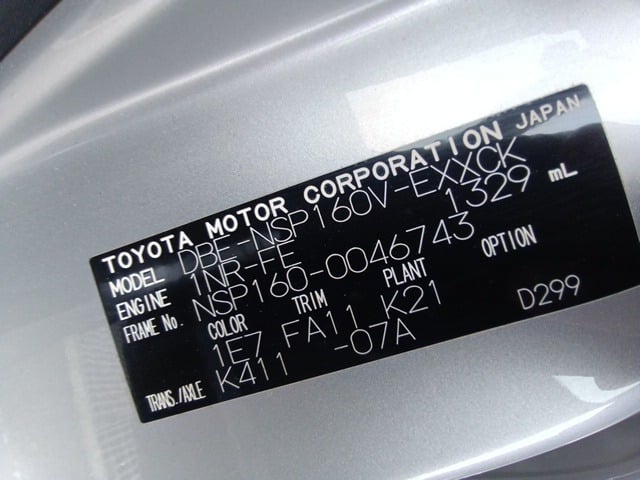 TOYOTA MOTOR CORPORATION JAPAN
MODEL DBE-NSP160V-EXXCK
ENGINE 1NR-FE 1329 mL
FRAME No. NSP160-0046743
COLOR TRIM PLANT OPTION
1E7 FA11 K21
TRANS./AXLE K411 -07A D299